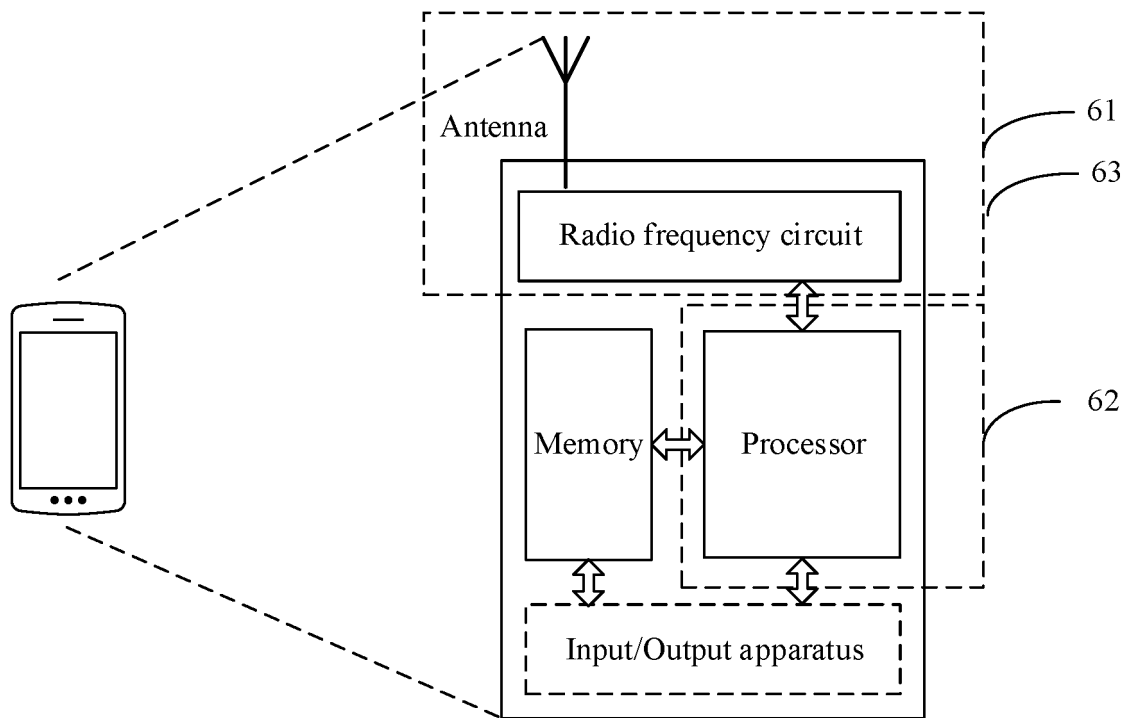 61
Antenna
63
Radio frequency circuit
62
Memory
Processor
Input/Output apparatus